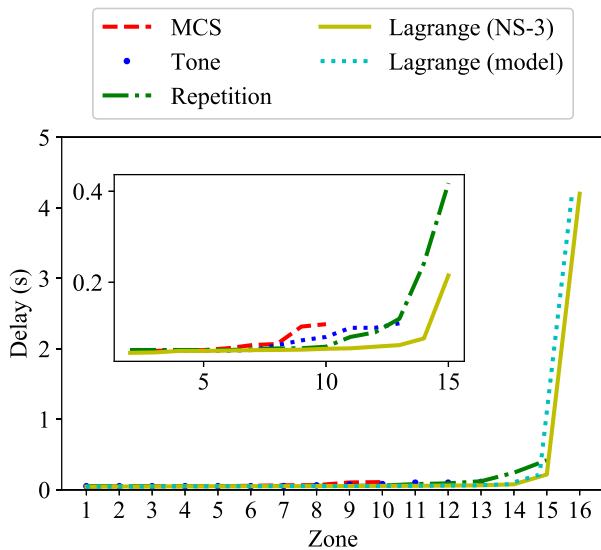 MCS
Tone
Repetition
Lagrange (NS-3)
Lagrange (model)
5
4
3
2
1
0
Delay (s)
0.4
0.2
5 10 15
1 2 3 4 5 6 7 8 9 10 11 12 13 14 15 16
Zone